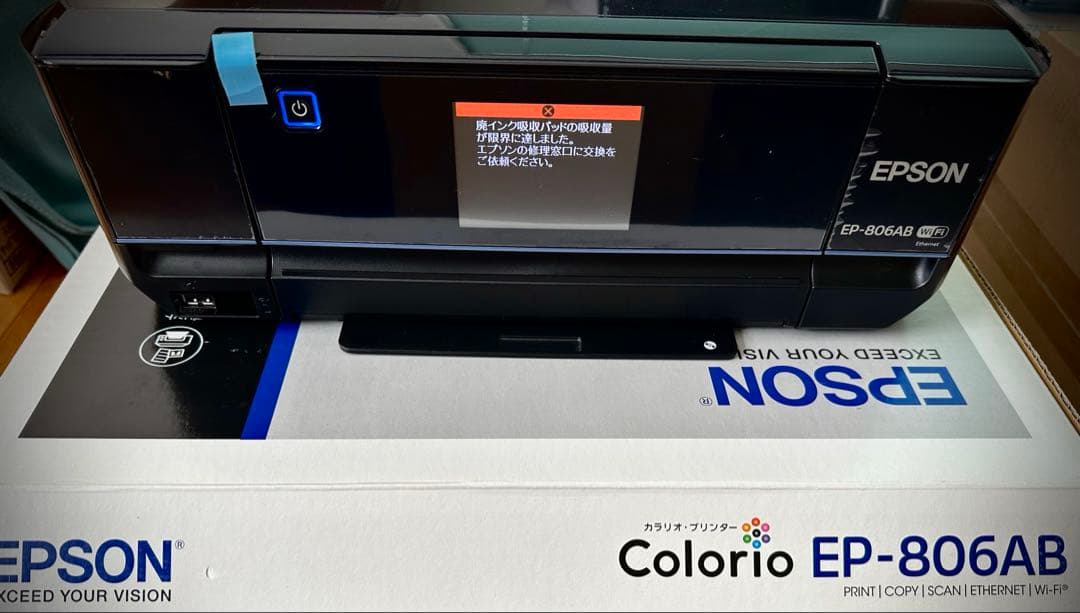 廃インク吸収パッドの吸収量
が限界に達しました。
エプソンの修理窓口に交換を
ご依頼ください。
EPSON
EP-806AB Wi-Fi
Ethernet
EXCEED YOUR VISI
EPSON®
EPSON®
XCEED YOUR VISION
カラリオ・プリンター
Colorio EP-806AB
PRINT | COPY | SCAN | ETHERNET | Wi-Fi®